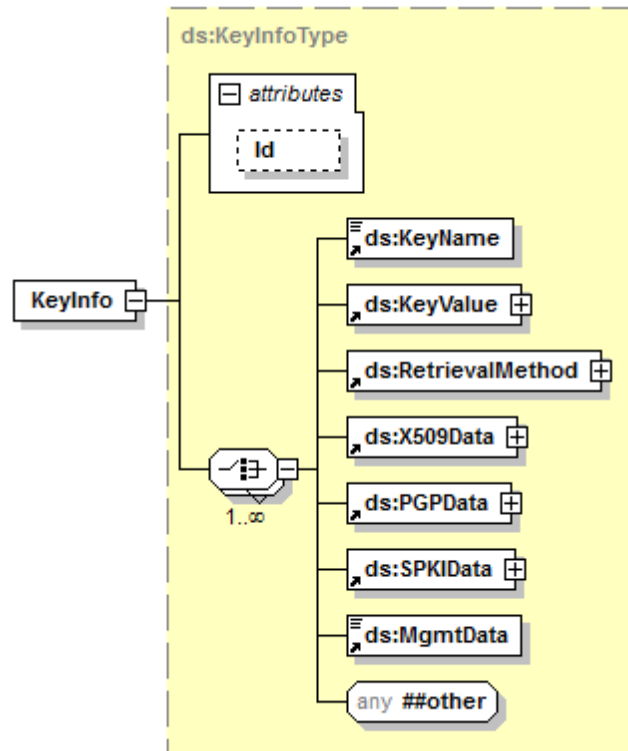 ds:KeyInfoType
attributes
Id
ds:KeyName
ds:KeyValue
KeyInfo
ds:RetrievalMethod
ds:X509Data
ds:PGPData
1..∞
ds:SPKIData
ds:MgmtData
any ##other